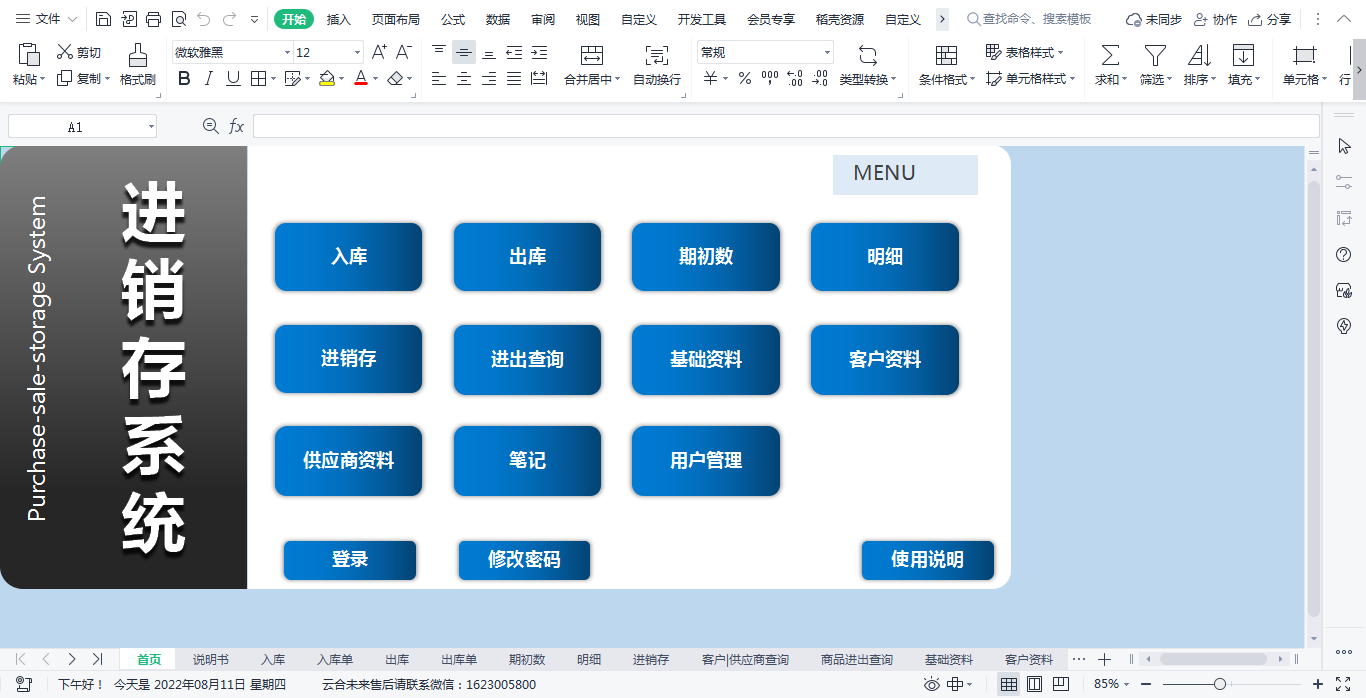 文件 开始 插入 页面布局 公式 数据 审阅 视图 自定义 开发工具 会员专享 稻壳资源 自定义 查找命令、搜索模板 未同步 协作 分享
剪切 微软雅黑 12 A+ A- 常规 表格样式
粘贴 复制 格式刷 B I U A 合并居中 自动换行 ¥ % 类型转换 条件格式 单元格样式 求和 筛选 排序 填充 单元格 行
A1 fx
Purchase-sale-storage System
进销存系统
MENU
入库 出库 期初数 明细
进销存 进出查询 基础资料 客户资料
供应商资料 笔记 用户管理
登录 修改密码 使用说明
首页 说明书 入库 入库单 出库 出库单 期初数 明细 进销存 客户|供应商查询 商品进出查询 基础资料 客户资料 ···
下午好！ 今天是 2022年08月11日 星期四 云合未来售后请联系微信：1623005800 85%